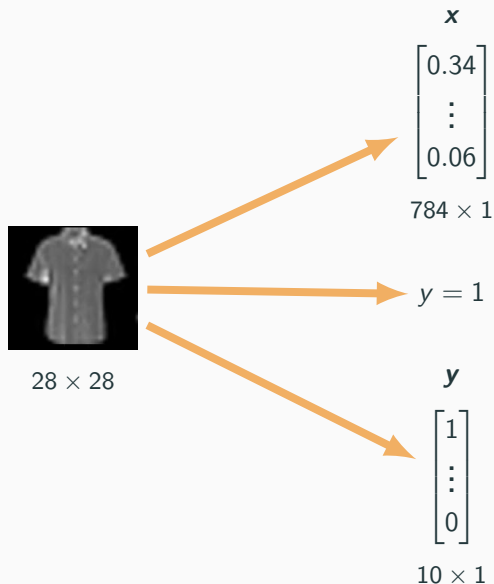 x
[0.34
⋮
0.06]
784 × 1
y = 1
28 × 28
y
[1
⋮
0]
10 × 1